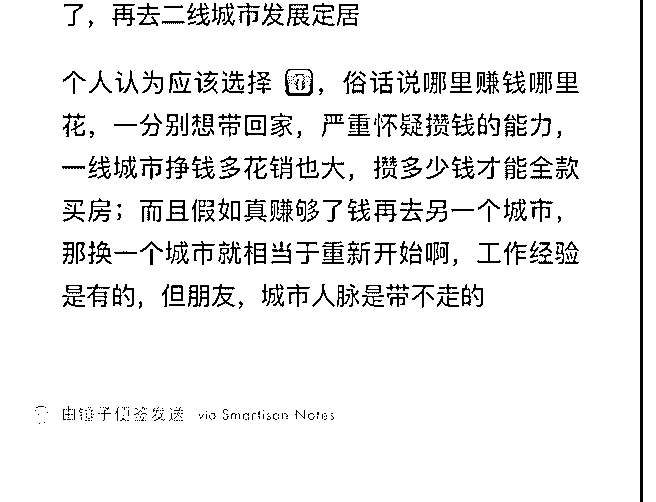 了，再去二线城市发展定居
个人认为应该选择 ，俗话说哪里赚钱哪里
花，一分别想带回家，严重怀疑攒钱的能力，
一线城市挣钱多花销也大，攒多少钱才能全款
买房；而且假如真赚够了钱再去另一个城市，
那换一个城市就相当于重新开始啊，工作经验
是有的，但朋友，城市人脉是带不走的
由锤子便签发送 via Smartisan Notes